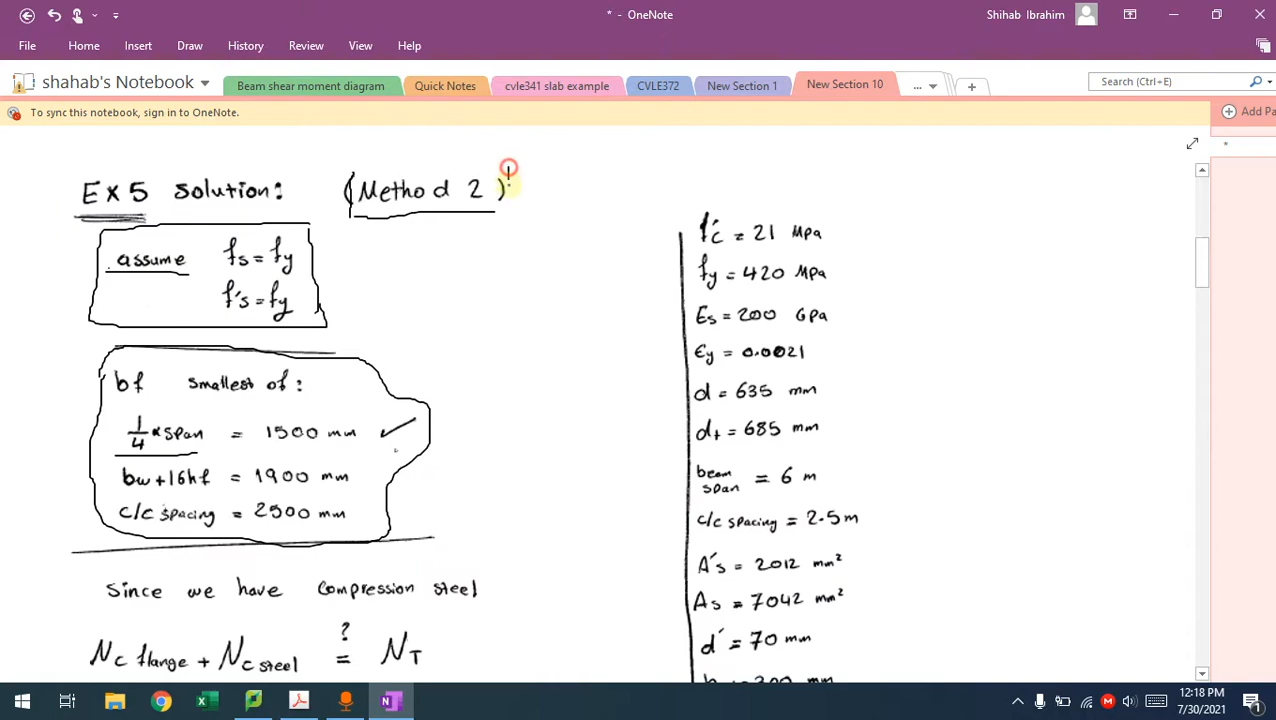 * - OneNote
Shihab Ibrahim
File Home Insert Draw History Review View Help
shahab's Notebook
Beam shear moment diagram
Quick Notes
cvle341 slab example
CVLE372
New Section 1
New Section 10
...
Search (Ctrl+E)
To sync this notebook, sign in to OneNote.
Add Pa
*
Ex 5 Solution: (Method 2):
assume fs = fy
f's = fy
bf smallest of:
1/4 * span = 1500 mm ✓
bw + 16hf = 1900 mm
c/c spacing = 2500 mm
Since we have Compression steel
Nc flange + Nc steel =? NT
f'c = 21 MPa
fy = 420 MPa
Es = 200 GPa
ϵy = 0.0021
d = 635 mm
dt = 685 mm
beam span = 6 m
c/c spacing = 2.5 m
A's = 2012 mm²
As = 7042 mm²
d' = 70 mm
12:18 PM
7/30/2021
1